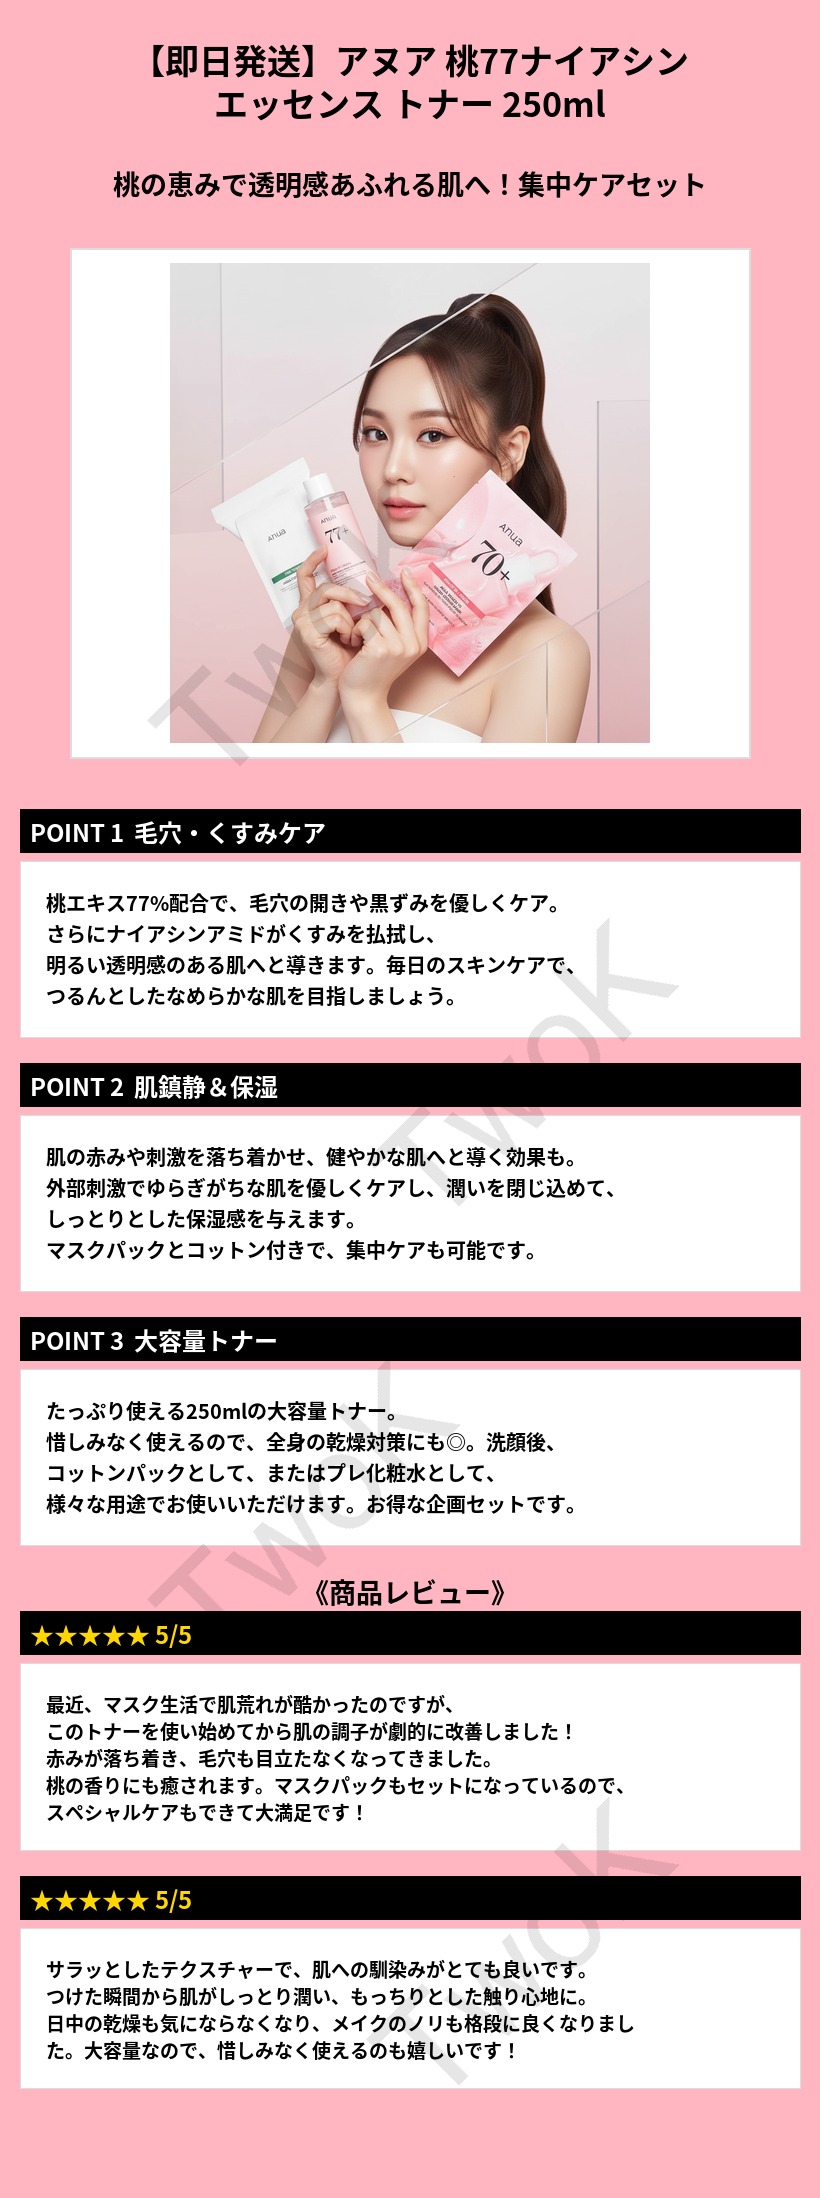 【即日発送】アヌア 桃77ナイアシン
エッセンス トナー 250ml
桃の恵みで透明感あふれる肌へ！集中ケアセット
Anua
Anua
77+
Anua
70+
POINT 1 毛穴・くすみケア
桃エキス77%配合で、毛穴の開きや黒ずみを優しくケア。
さらにナイアシンアミドがくすみを払拭し、
明るい透明感のある肌へと導きます。毎日のスキンケアで、
つるんとしたなめらかな肌を目指しましょう。
POINT 2 肌鎮静＆保湿
肌の赤みや刺激を落ち着かせ、健やかな肌へと導く効果も。
外部刺激でゆらぎがちな肌を優しくケアし、潤いを閉じ込めて、
しっとりとした保湿感を与えます。
マスクパックとコットン付きで、集中ケアも可能です。
POINT 3 大容量トナー
たっぷり使える250mlの大容量トナー。
惜しみなく使えるので、全身の乾燥対策にも◎。洗顔後、
コットンパックとして、またはプレ化粧水として、
様々な用途でお使いいただけます。お得な企画セットです。
《商品レビュー》
★★★★★ 5/5
最近、マスク生活で肌荒れが酷かったのですが、
このトナーを使い始めてから肌の調子が劇的に改善しました！
赤みが落ち着き、毛穴も目立たなくなってきました。
桃の香りにも癒されます。マスクパックもセットになっているので、
スペシャルケアもできて大満足です！
★★★★★ 5/5
サラッとしたテクスチャーで、肌への馴染みがとても良いです。
つけた瞬間から肌がしっとり潤い、もっちりとした触り心地に。
日中の乾燥も気にならなくなり、メイクのノリも格段に良くなりまし
た。大容量なので、惜しみなく使えるのも嬉しいです！
TwoK
TwoK
TwoK
TwoK